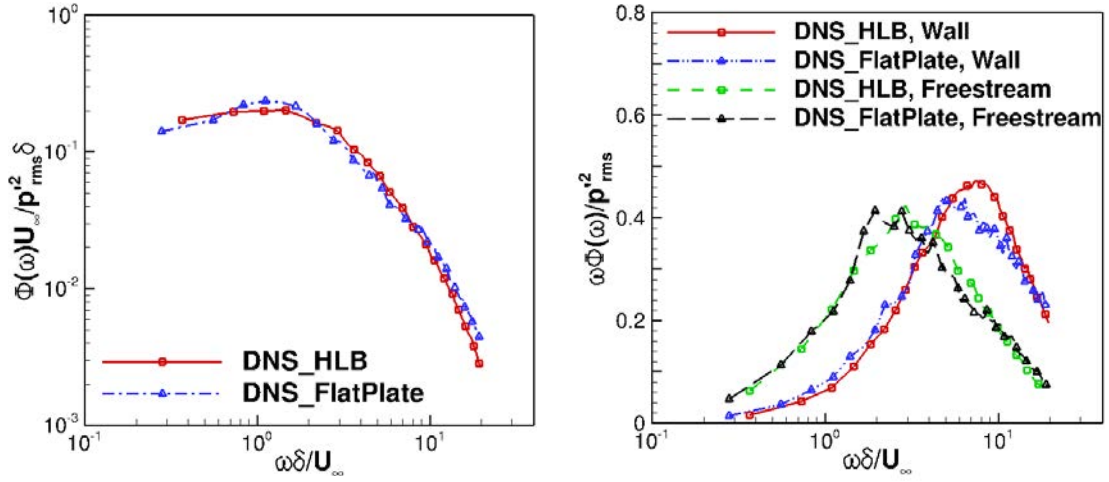 10⁰
10⁻¹
10⁻²
10⁻³
Φ(ω)U∞/p'²rms δ
DNS_HLB
DNS_FlatPlate
10⁻¹
10⁰
10¹
ωδ/U∞
0.8
0.6
0.4
0.2
0
ωΦ(ω)/p'²rms
DNS_HLB, Wall
DNS_FlatPlate, Wall
DNS_HLB, Freestream
DNS_FlatPlate, Freestream
10⁻¹
10⁰
10¹
ωδ/U∞